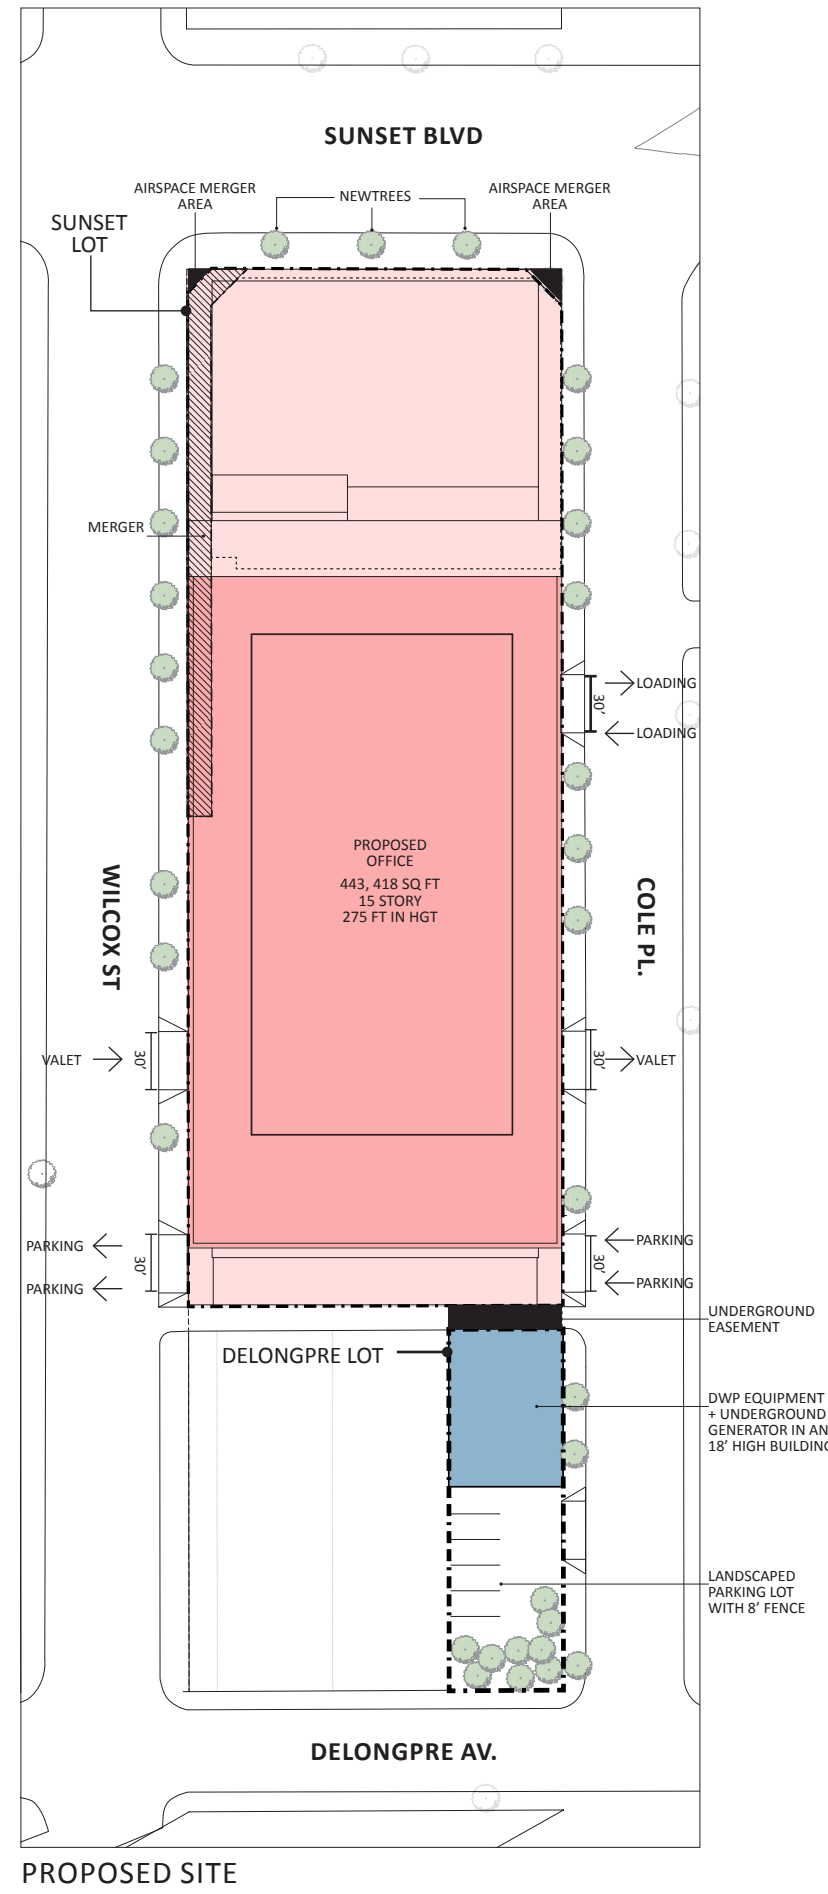 SUNSET BLVD
AIRSPACE MERGER
AREA
NEWTREES
AIRSPACE MERGER
AREA
SUNSET
LOT
MERGER
LOADING
30'
LOADING
PROPOSED
OFFICE
443, 418 SQ FT
15 STORY
275 FT IN HGT
WILCOX ST
COLE PL.
VALET
30'
30'
VALET
PARKING
30'
PARKING
PARKING
30'
PARKING
UNDERGROUND
EASEMENT
DELONGPRE LOT
DWP EQUIPMENT
+ UNDERGROUND
GENERATOR IN AN
18' HIGH BUILDING
LANDSCAPED
PARKING LOT
WITH 8' FENCE
DELONGPRE AV.
PROPOSED SITE